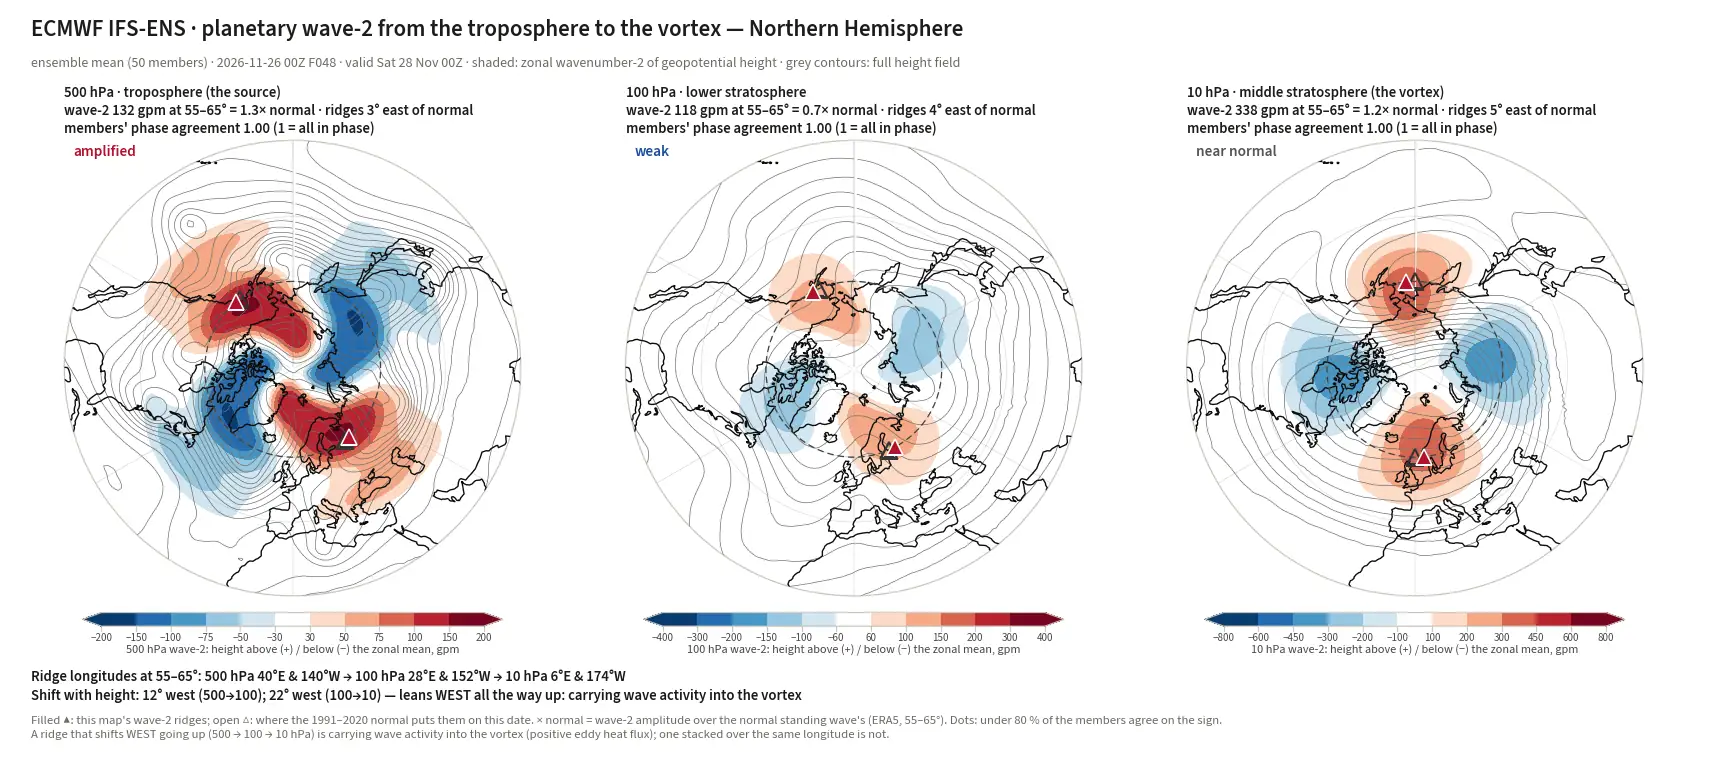 ECMWF IFS-ENS · planetary wave-2 from the troposphere to the vortex — Northern Hemisphere
ensemble mean (50 members) · 2026-11-26 00Z F048 · valid Sat 28 Nov 00Z · shaded: zonal wavenumber-2 of geopotential height · grey contours: full height field
500 hPa · troposphere (the source)
wave-2 132 gpm at 55–65° = 1.3× normal · ridges 3° east of normal
members' phase agreement 1.00 (1 = all in phase)
amplified
100 hPa · lower stratosphere
wave-2 118 gpm at 55–65° = 0.7× normal · ridges 4° east of normal
members' phase agreement 1.00 (1 = all in phase)
weak
10 hPa · middle stratosphere (the vortex)
wave-2 338 gpm at 55–65° = 1.2× normal · ridges 5° east of normal
members' phase agreement 1.00 (1 = all in phase)
near normal
−200 −150 −100 −75 −50 −30 30 50 75 100 150 200
500 hPa wave-2: height above (+) / below (−) the zonal mean, gpm
−400 −300 −200 −150 −100 −60 60 100 150 200 300 400
100 hPa wave-2: height above (+) / below (−) the zonal mean, gpm
−800 −600 −450 −300 −200 −100 100 200 300 450 600 800
10 hPa wave-2: height above (+) / below (−) the zonal mean, gpm
Ridge longitudes at 55–65°: 500 hPa 40°E & 140°W → 100 hPa 28°E & 152°W → 10 hPa 6°E & 174°W
Shift with height: 12° west (500→100); 22° west (100→10) — leans WEST all the way up: carrying wave activity into the vortex
Filled ▲: this map's wave-2 ridges; open △: where the 1991–2020 normal puts them on this date. × normal = wave-2 amplitude over the normal standing wave's (ERA5, 55–65°). Dots: under 80 % of the members agree on the sign.
A ridge that shifts WEST going up (500 → 100 → 10 hPa) is carrying wave activity into the vortex (positive eddy heat flux); one stacked over the same longitude is not.